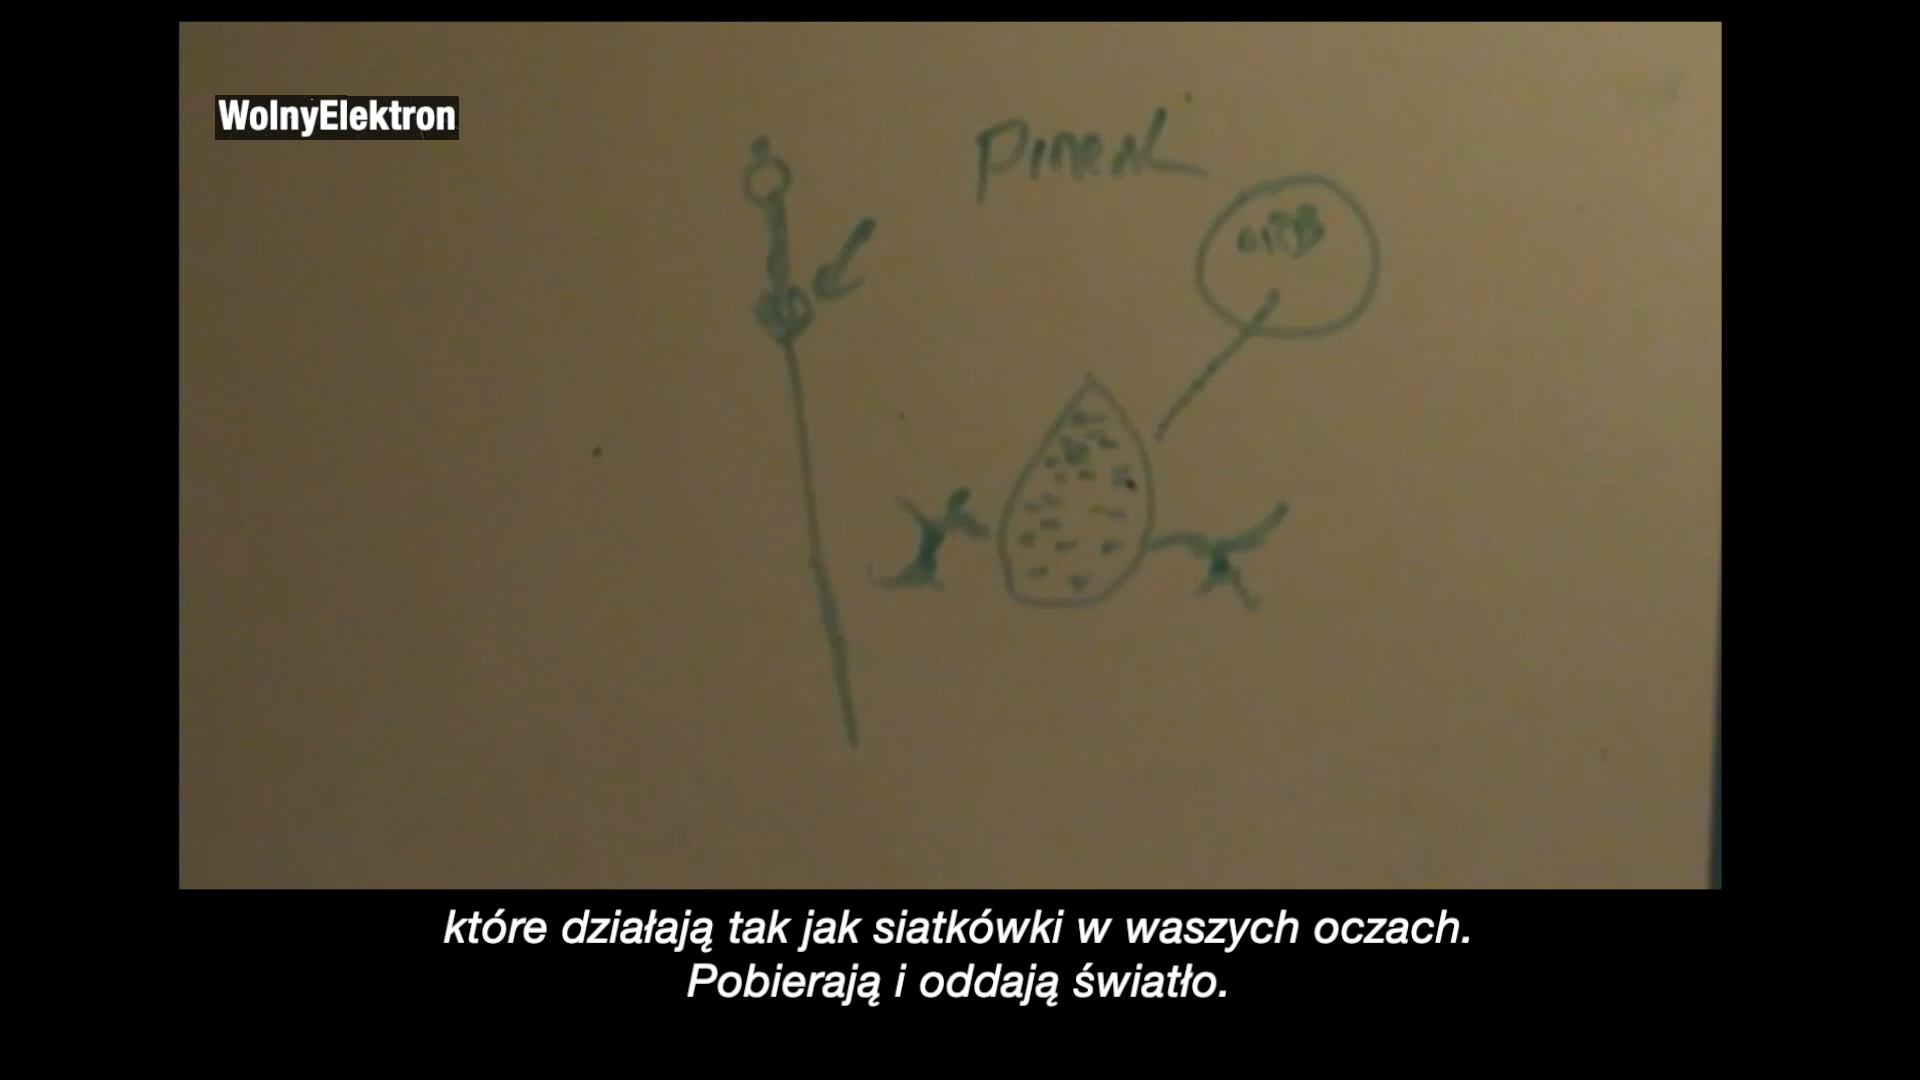 WolnyElektron
Pineal
które działają tak jak siatkówki w waszych oczach.
Pobierają i oddają światło.